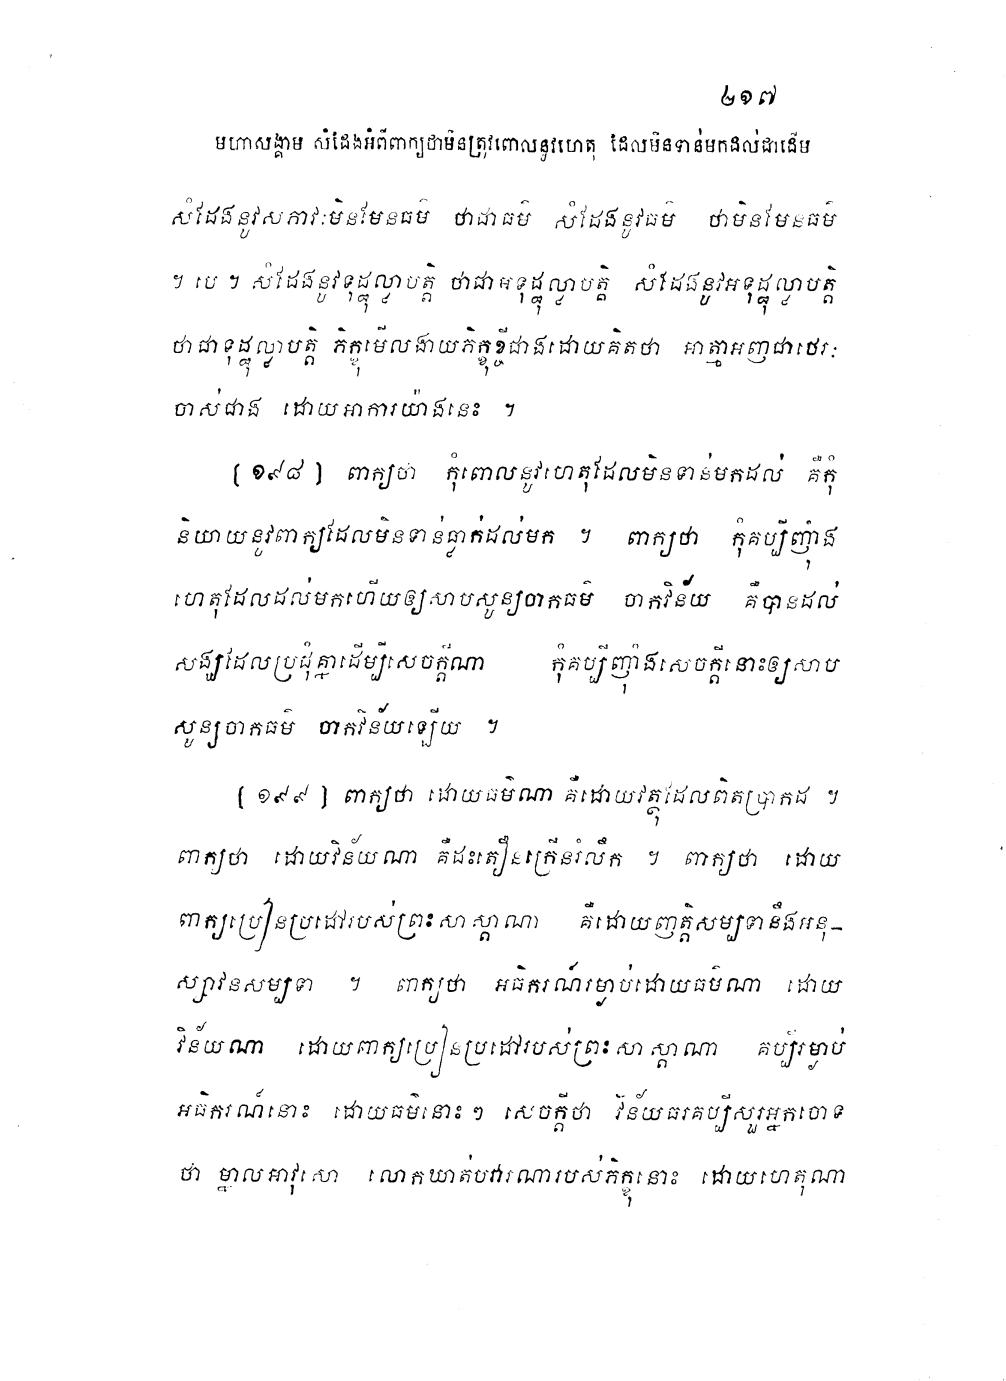 ២១៧
មហាសង្គាម សំដែងអំពីពាក្យថាមិនត្រូវពោលនូវហេតុ ដែលមិនទាន់មកដល់ជាដើម
សំដែងនូវសភាវៈមិនមែនធម៌ ថាជាធម៌ សំដែងនូវធម៌ ថាមិនមែនធម៌
។ បេ ។ សំដែងនូវទុដ្ឋុល្លាបត្តិ ថាជាអទុដ្ឋុល្លាបត្តិ សំដែងនូវអទុដ្ឋុល្លាបត្តិ
ថាជាទុដ្ឋុល្លាបត្តិ ភិក្ខុមើលងាយភិក្ខុខ្ចីជាងដោយគិតថា អាត្មាអញជាថេរៈ
ចាស់ជាង ដោយអាការយ៉ាងនេះ ។
[១៩៨] ពាក្យថា កុំពោលនូវហេតុដែលមិនទាន់មកដល់ គឺកុំ
និយាយនូវពាក្យដែលមិនទាន់ធ្លាក់ដល់មក ។ ពាក្យថា កុំគប្បីញុំាង
ហេតុដែលដល់មកហើយឲ្យសាបសូន្យចាកធម៌ ចាកវិន័យ គឺបានដល់
សង្ឃដែលប្រជុំគ្នាដើម្បីសេចក្តីណា កុំគប្បីញុំាងសេចក្តីនោះឲ្យសាប
សូន្យចាកធម៌ ចាកវិន័យឡើយ ។
[១៩៩] ពាក្យថា ដោយធម៌ណា គឺដោយវត្ថុដែលពិតប្រាកដ ។
ពាក្យថា ដោយវិន័យណា គឺដាស់តឿនក្រើនរំលឹក ។ ពាក្យថា ដោយ
ពាក្យប្រៀនប្រដៅរបស់ព្រះសាស្តាណា គឺដោយញត្តិសម្បទានឹងអនុ-
ស្សាវនសម្បទា ។ ពាក្យថា អធិករណ៍រម្ងាប់ដោយធម៌ណា ដោយ
វិន័យណា ដោយពាក្យប្រៀនប្រដៅរបស់ព្រះសាស្តាណា គប្បីរម្ងាប់
អធិករណ៍នោះ ដោយធម៌នោះៗ សេចក្តីថា វិន័យធរគប្បីសួរអ្នកចោទ
ថា ម្នាលអាវុសោ លោកឃាត់បវារណារបស់ភិក្ខុនោះ ដោយហេតុណា